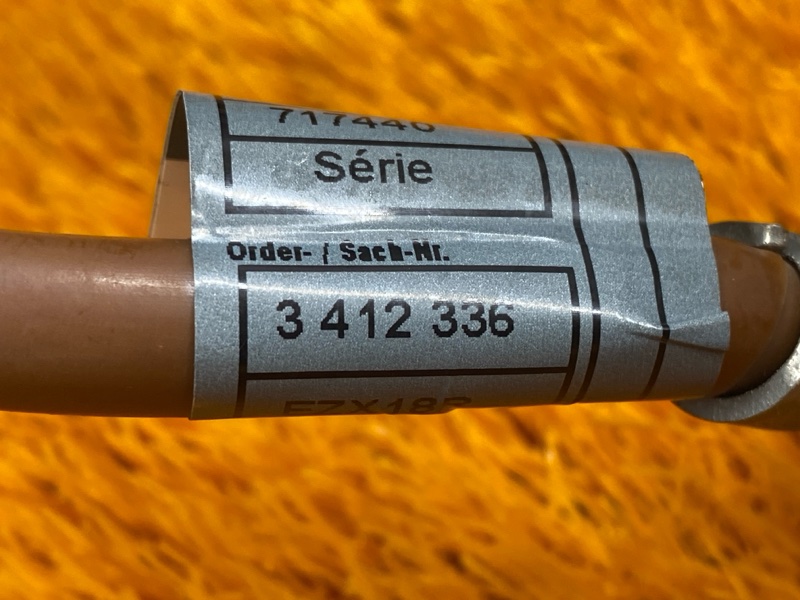 717440
Série
Order- / Sach-Nr.
3 412 336